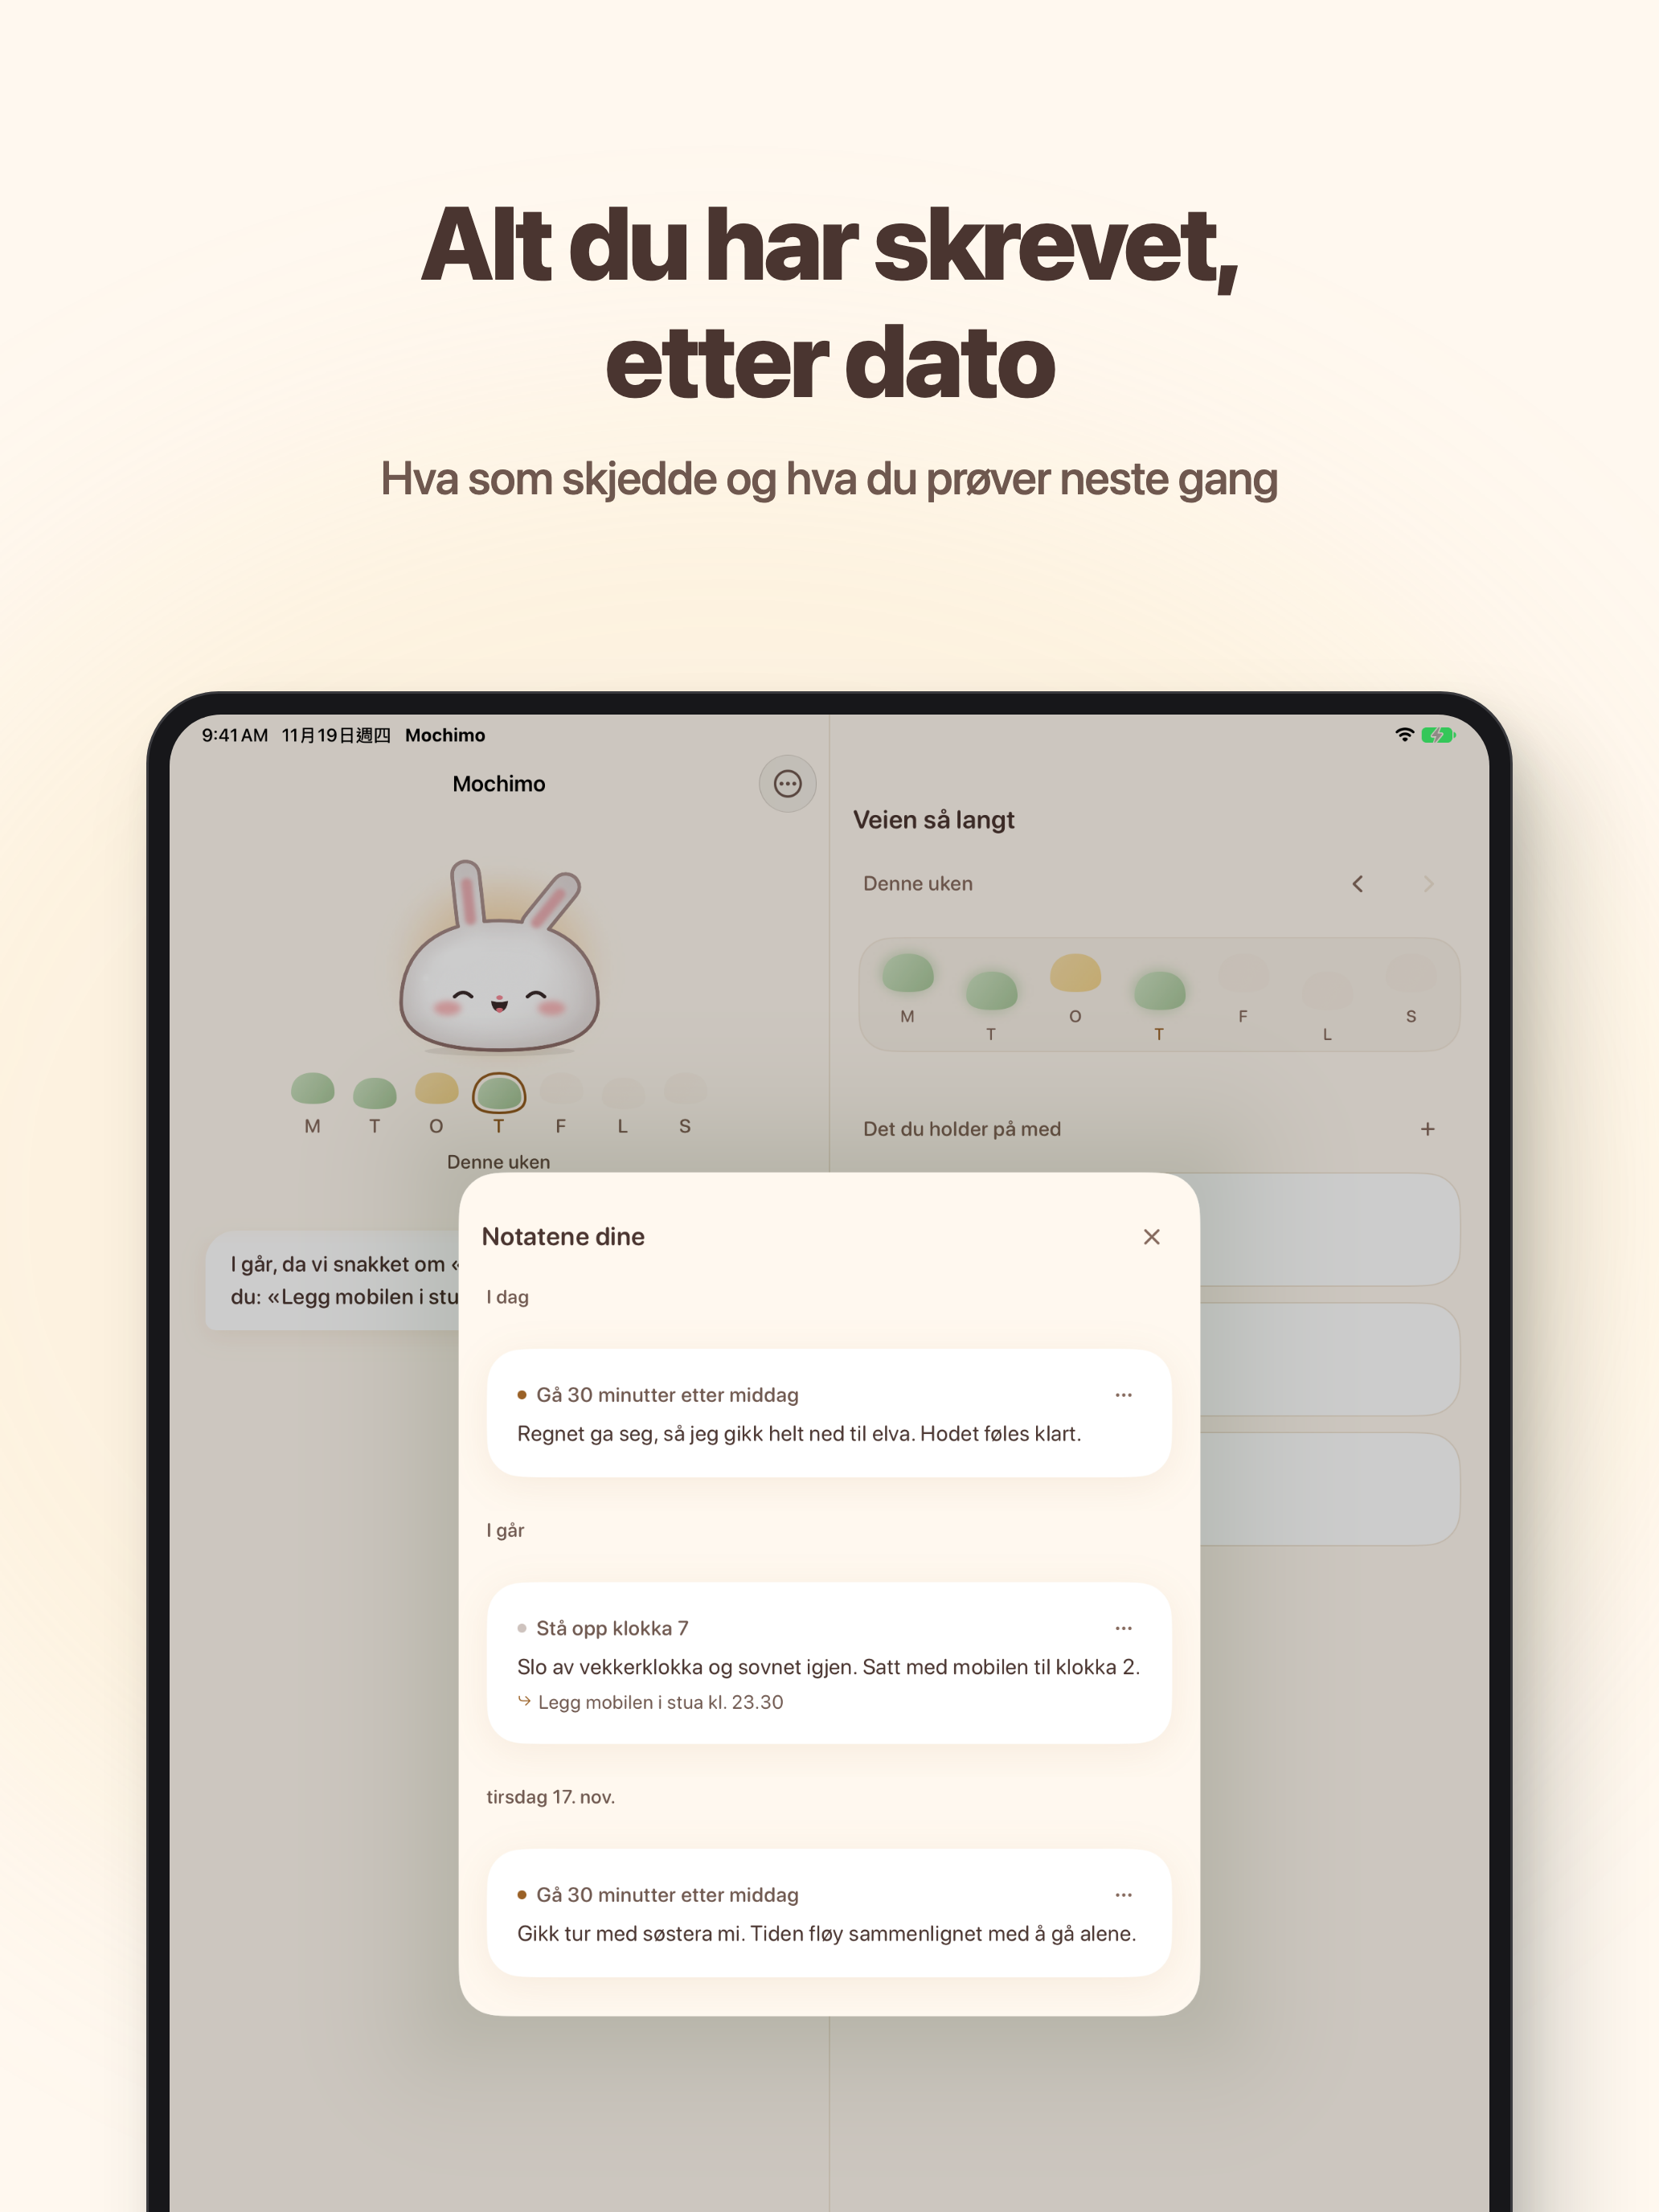 Alt du har skrevet,
etter dato
Hva som skjedde og hva du prøver neste gang
9:41 AM 11月19日週四 Mochimo
Mochimo
M T O T F L S
Denne uken
I går, da vi snakket om «
du: «Legg mobilen i stu
Veien så langt
Denne uken
M T O T F L S
Det du holder på med
Notatene dine
I dag
Gå 30 minutter etter middag
Regnet ga seg, så jeg gikk helt ned til elva. Hodet føles klart.
I går
Stå opp klokka 7
Slo av vekkerklokka og sovnet igjen. Satt med mobilen til klokka 2.
Legg mobilen i stua kl. 23.30
tirsdag 17. nov.
Gå 30 minutter etter middag
Gikk tur med søstera mi. Tiden fløy sammenlignet med å gå alene.